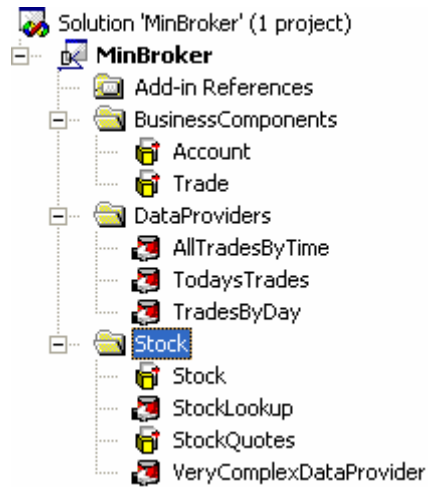 Solution 'MinBroker' (1 project)
MinBroker
Add-in References
BusinessComponents
Account
Trade
DataProviders
AllTradesByTime
TodaysTrades
TradesByDay
Stock
Stock
StockLookup
StockQuotes
VeryComplexDataProvider